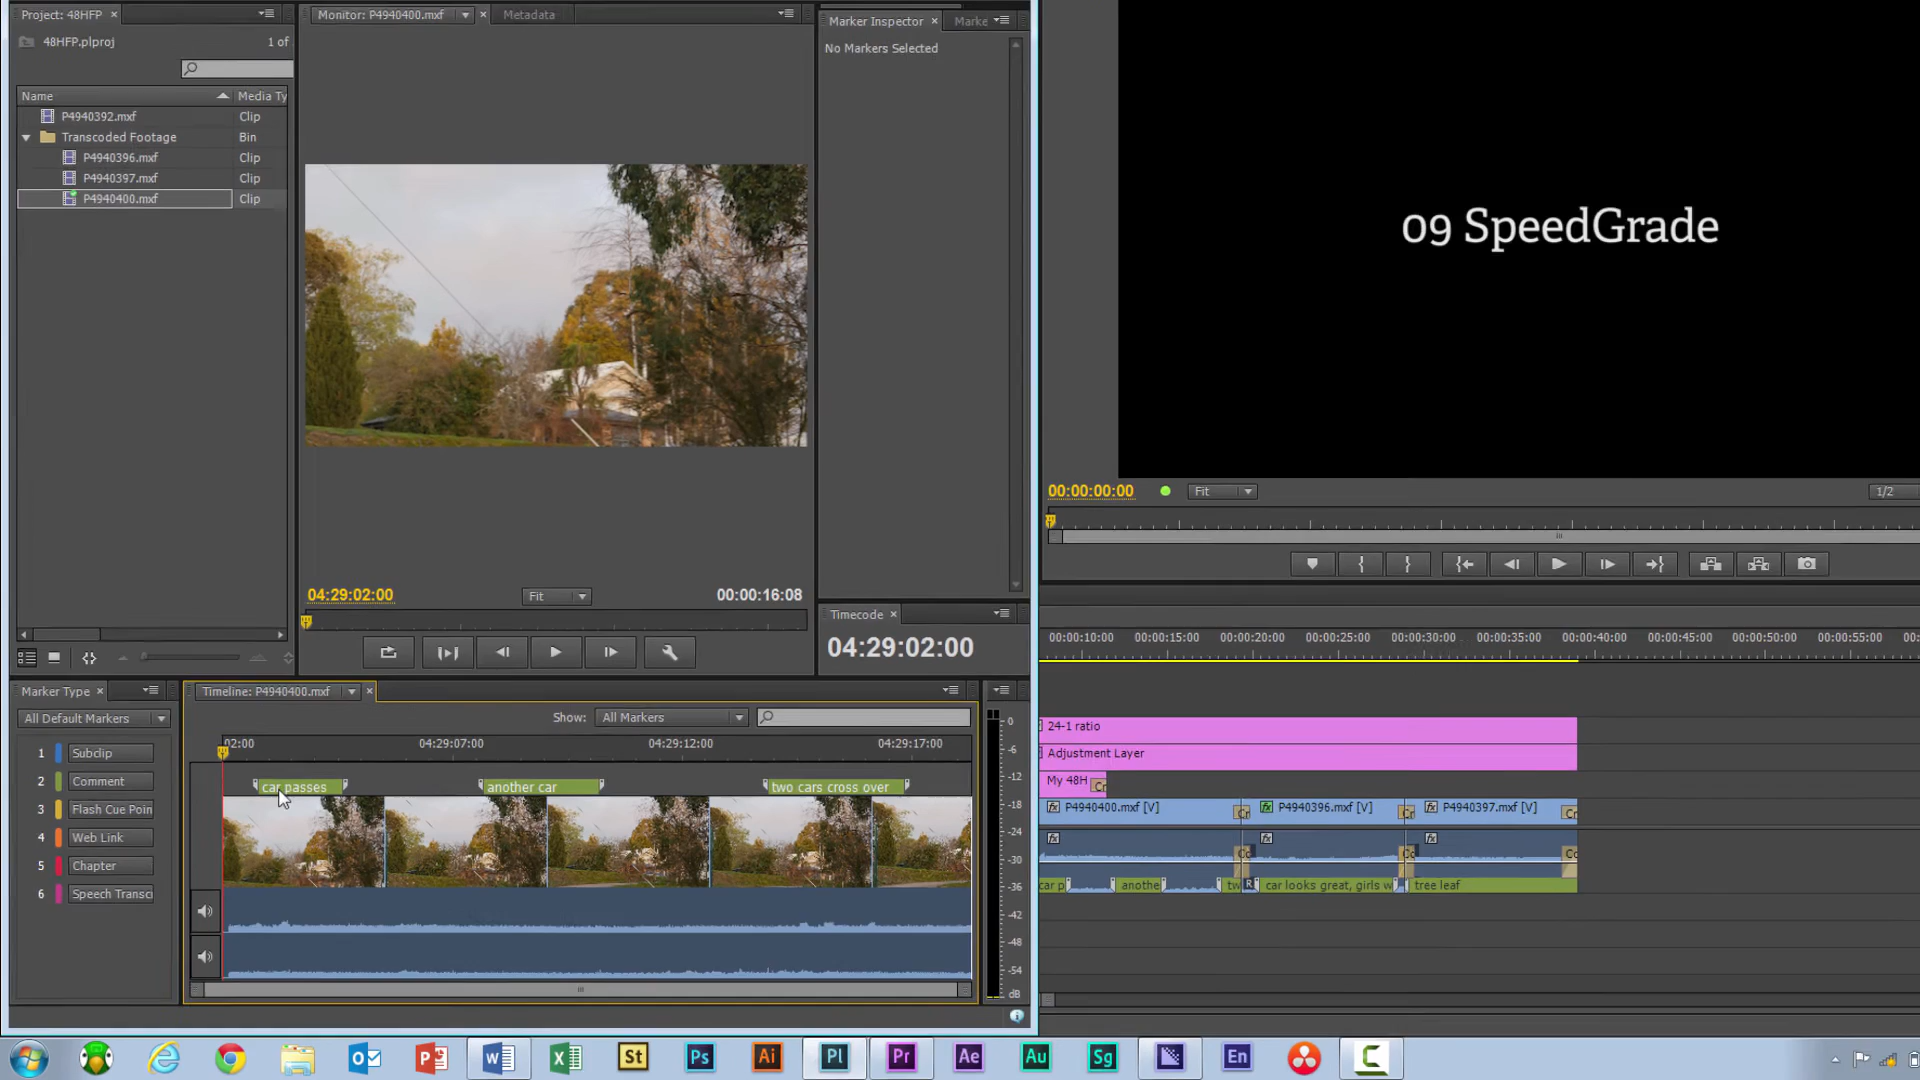 Project: 48HFP
48HFP.plproj
1 of
Name
Media Ty
P4940392.mxf
Clip
Transcoded Footage
Bin
P4940396.mxf
Clip
P4940397.mxf
Clip
P4940400.mxf
Clip
Monitor: P4940400.mxf
Metadata
04:29:02:00
Fit
00:00:16:08
Marker Inspector
Marke
No Markers Selected
Timecode
04:29:02:00
09 SpeedGrade
00:00:00:00
Fit
1/2
Marker Type
All Default Markers
1 Subclip
2 Comment
3 Flash Cue Poin
4 Web Link
5 Chapter
6 Speech Transc
Timeline: P4940400.mxf
Show:
All Markers
02:00
04:29:07:00
04:29:12:00
04:29:17:00
car passes
another car
two cars cross over
0
-6
-12
-18
-24
-30
-36
-42
-48
-54
dB
00:00:10:00
00:00:15:00
00:00:20:00
00:00:25:00
00:00:30:00
00:00:35:00
00:00:40:00
00:00:45:00
00:00:50:00
00:00:55:00
24-1 ratio
Adjustment Layer
My 48H
P4940400.mxf [V]
P4940396.mxf [V]
P4940397.mxf [V]
car p
anothe
tw
R
car looks great, girls w
tree leaf
St
Ps
Ai
Pl
Pr
Ae
Au
Sg
En